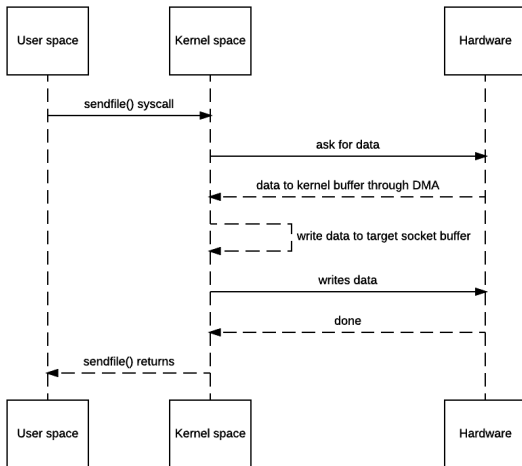 User space
Kernel space
Hardware
sendfile() syscall
ask for data
data to kernel buffer through DMA
write data to target socket buffer
writes data
done
sendfile() returns
User space
Kernel space
Hardware